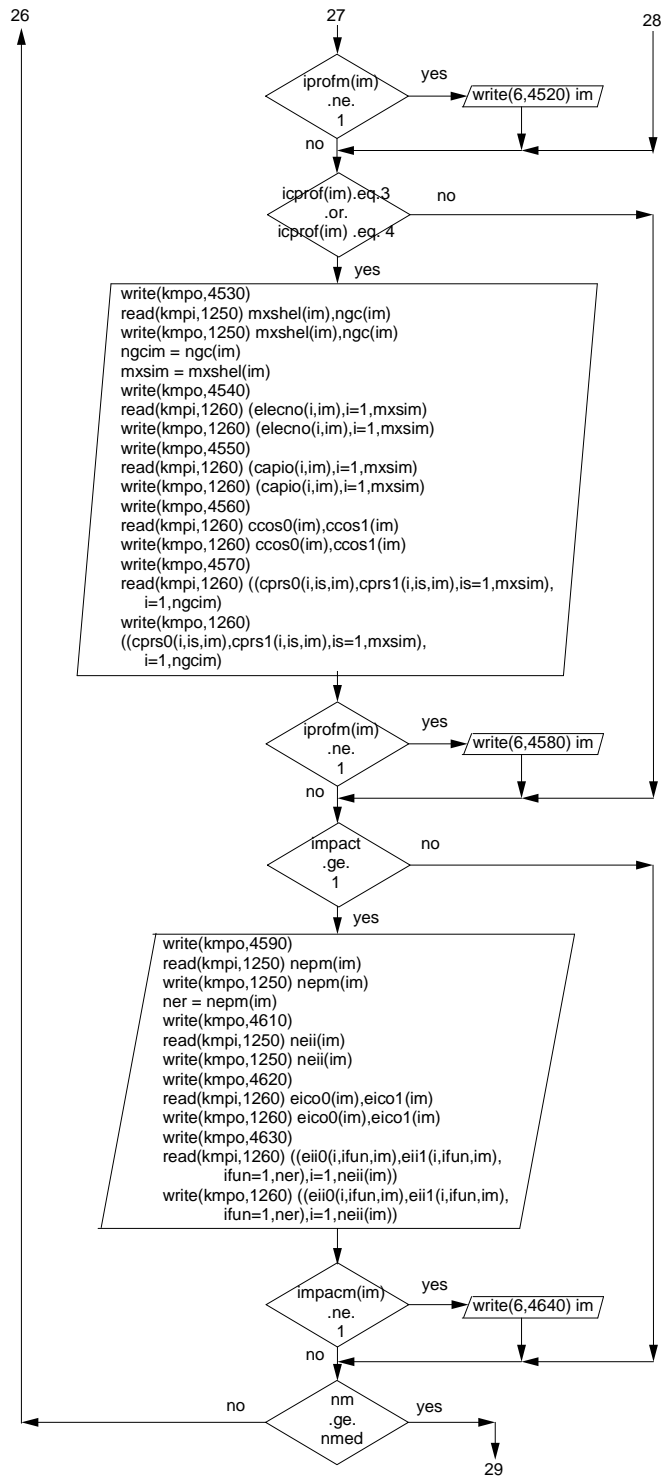 26
27
28
iprofm(im)
.ne.
1
yes
write(6,4520) im
no
icprof(im).eq.3
.or.
icprof(im) .eq. 4
no
yes
write(kmpo,4530)
read(kmpi,1250) mxshel(im),ngc(im)
write(kmpo,1250) mxshel(im),ngc(im)
ngcim = ngc(im)
mxsim = mxshel(im)
write(kmpo,4540)
read(kmpi,1260) (elecno(i,im),i=1,mxsim)
write(kmpo,1260) (elecno(i,im),i=1,mxsim)
write(kmpo,4550)
read(kmpi,1260) (capio(i,im),i=1,mxsim)
write(kmpo,1260) (capio(i,im),i=1,mxsim)
write(kmpo,4560)
read(kmpi,1260) ccos0(im),ccos1(im)
write(kmpo,1260) ccos0(im),ccos1(im)
write(kmpo,4570)
read(kmpi,1260) ((cprs0(i,is,im),cprs1(i,is,im),is=1,mxsim),
i=1,ngcim)
write(kmpo,1260)
((cprs0(i,is,im),cprs1(i,is,im),is=1,mxsim),
i=1,ngcim)
iprofm(im)
.ne.
1
yes
write(6,4580) im
no
impact
.ge.
1
no
yes
write(kmpo,4590)
read(kmpi,1250) nepm(im)
write(kmpo,1250) nepm(im)
ner = nepm(im)
write(kmpo,4610)
read(kmpi,1250) neii(im)
write(kmpo,1250) neii(im)
write(kmpo,4620)
read(kmpi,1260) eico0(im),eico1(im)
write(kmpo,1260) eico0(im),eico1(im)
write(kmpo,4630)
read(kmpi,1260) ((eii0(i,ifun,im),eii1(i,ifun,im),
ifun=1,ner),i=1,neii(im))
write(kmpo,1260) ((eii0(i,ifun,im),eii1(i,ifun,im),
ifun=1,ner),i=1,neii(im))
impacm(im)
.ne.
1
yes
write(6,4640) im
no
no
nm
.ge.
nmed
yes
29